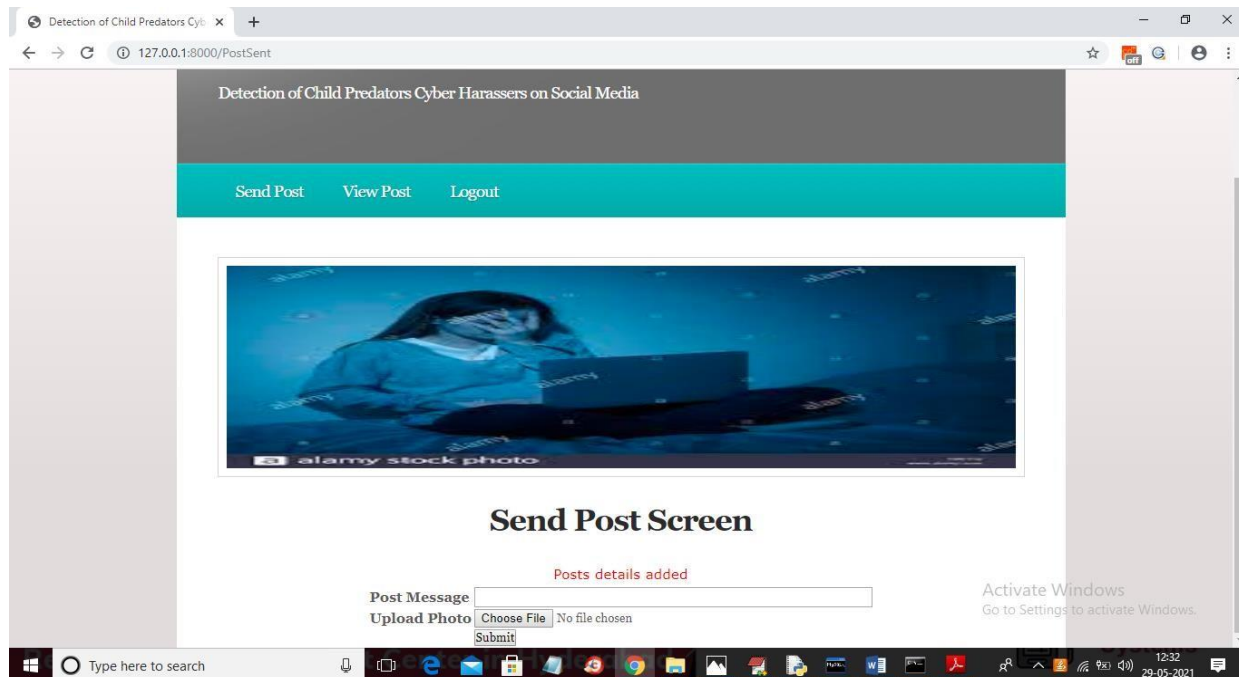 Detection of Child Predators Cyb
127.0.0.1:8000/PostSent
off
Detection of Child Predators Cyber Harassers on Social Media
Send Post View Post Logout
alamy alamy
alamy
alamy
alamy alamy
alamy
a alamy stock photo
Send Post Screen
Posts details added
Post Message
Upload Photo Choose File No file chosen
Submit
Activate Windows
Go to Settings to activate Windows.
Type here to search
12:32
29-05-2021